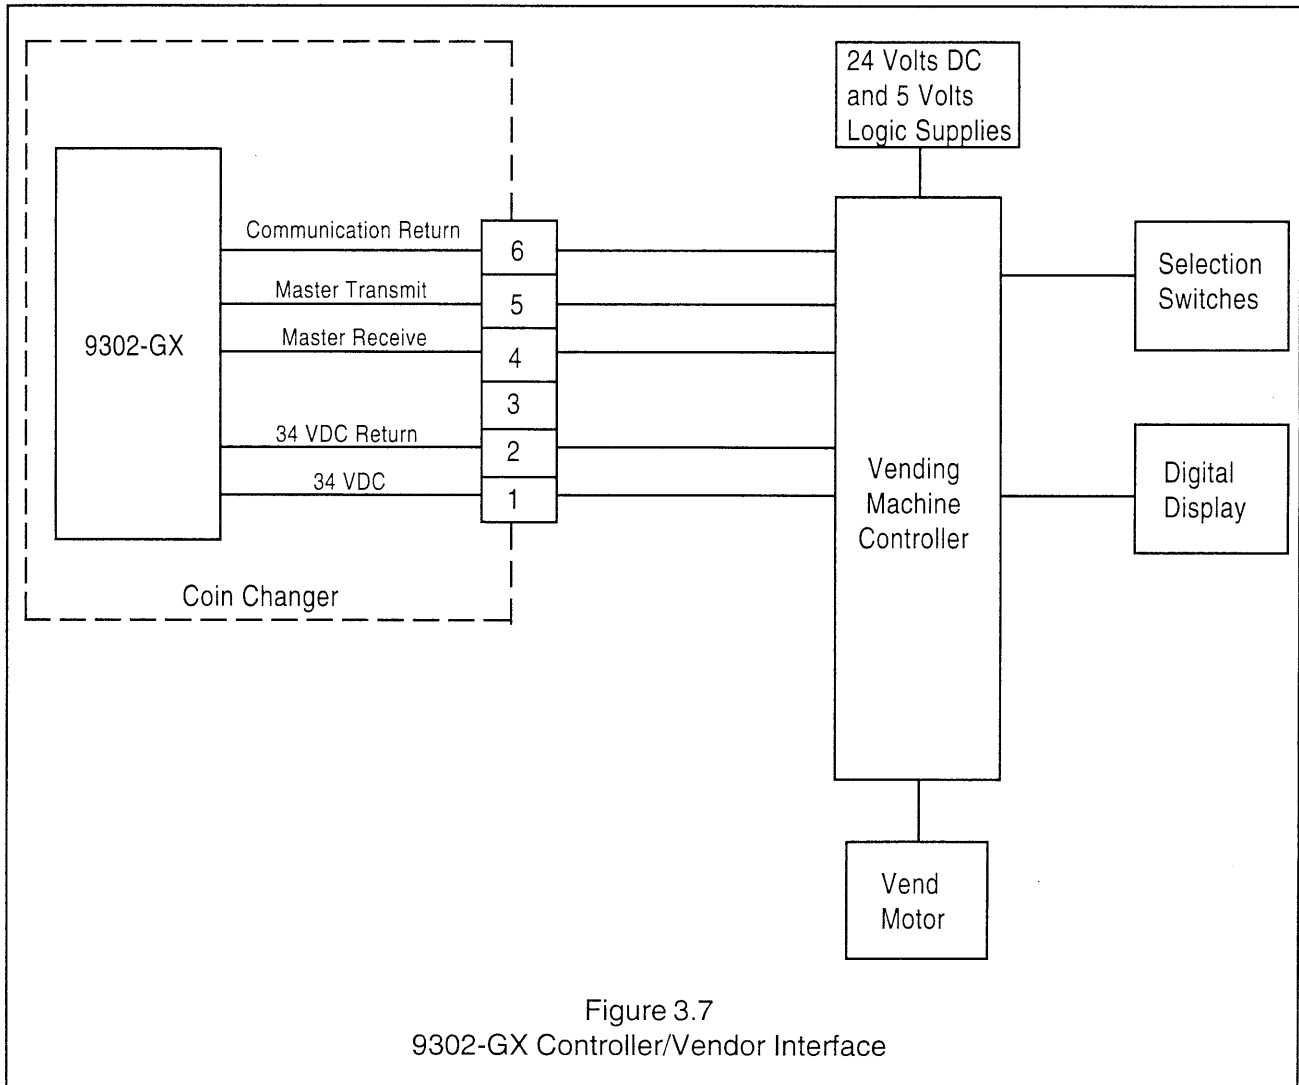 24 Volts DC
and 5 Volts
Logic Supplies
Communication Return
6
Master Transmit
5
Master Receive
4
9302-GX
3
34 VDC Return
2
34 VDC
1
Coin Changer
Vending
Machine
Controller
Selection
Switches
Digital
Display
Vend
Motor
Figure 3.7
9302-GX Controller/Vendor Interface